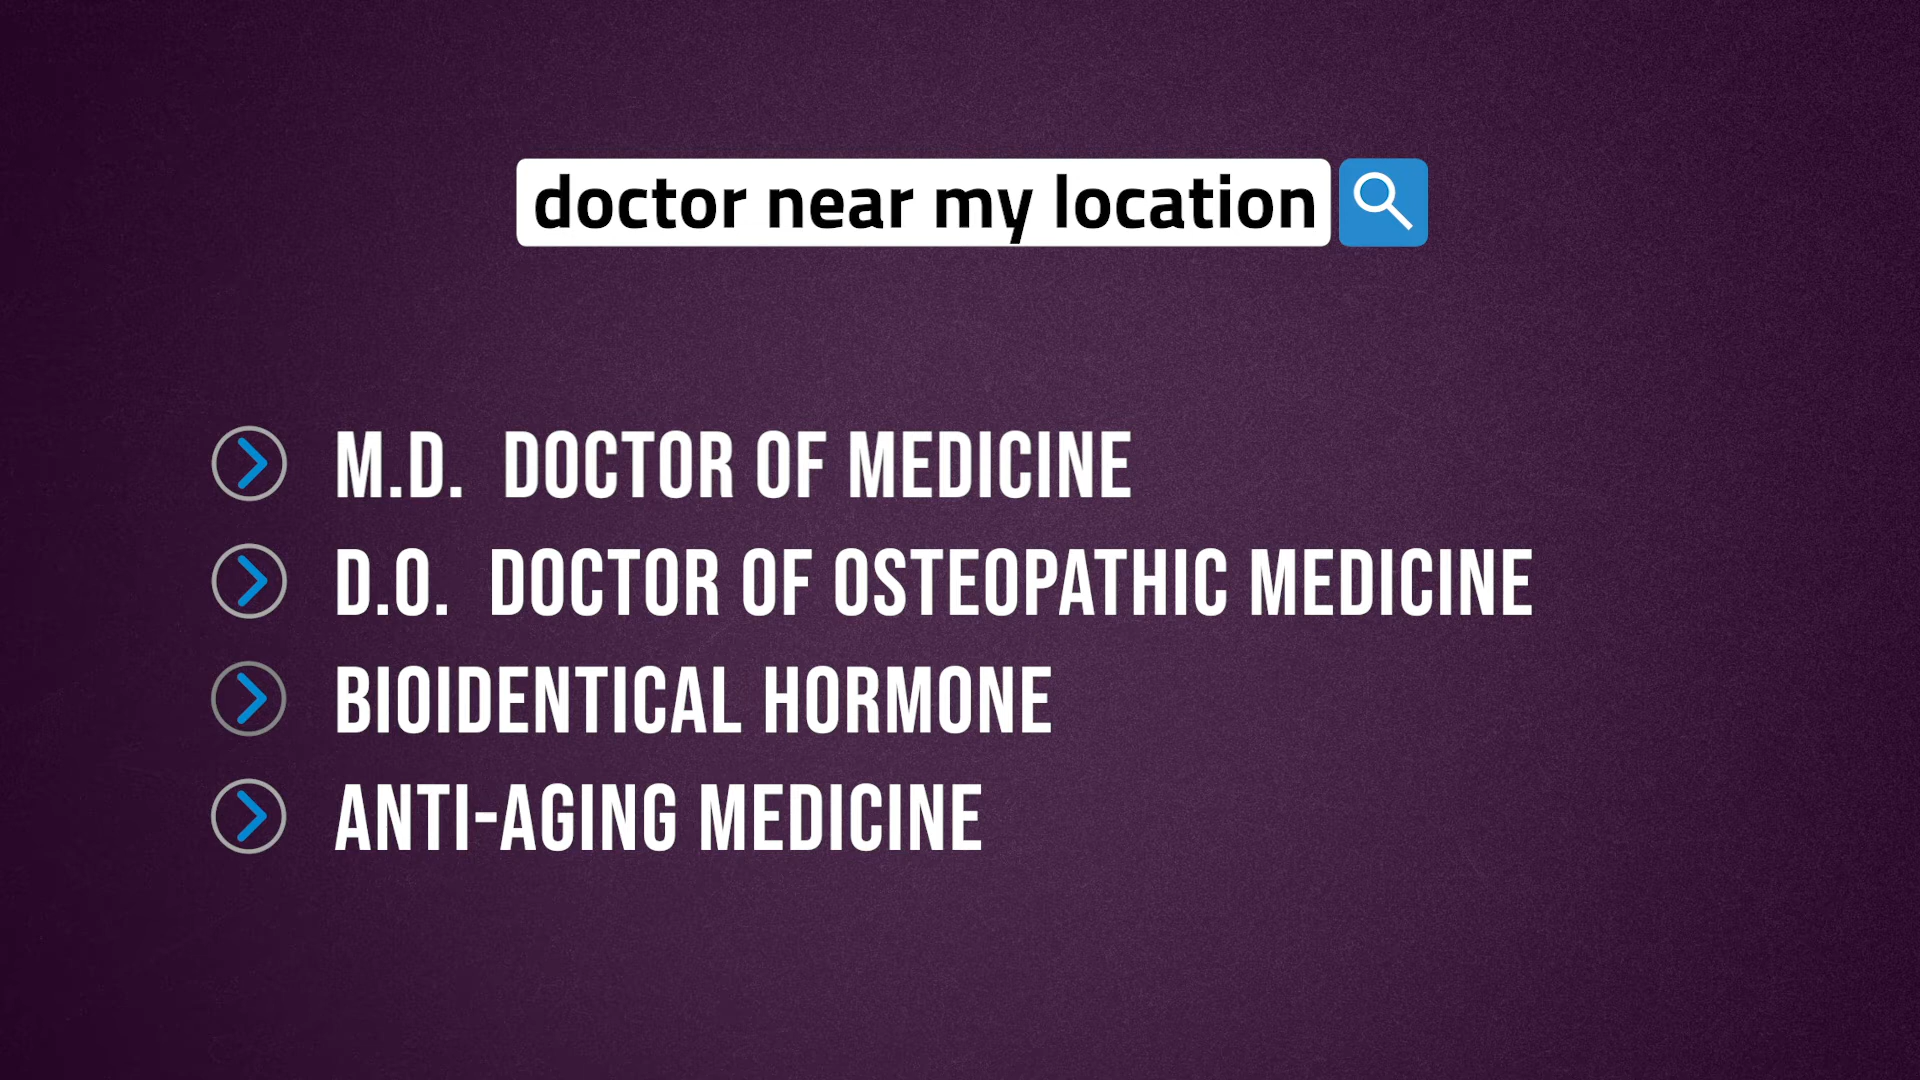 doctor near my location
M.D. DOCTOR OF MEDICINE
D.O. DOCTOR OF OSTEOPATHIC MEDICINE
BIOIDENTICAL HORMONE
ANTI-AGING MEDICINE